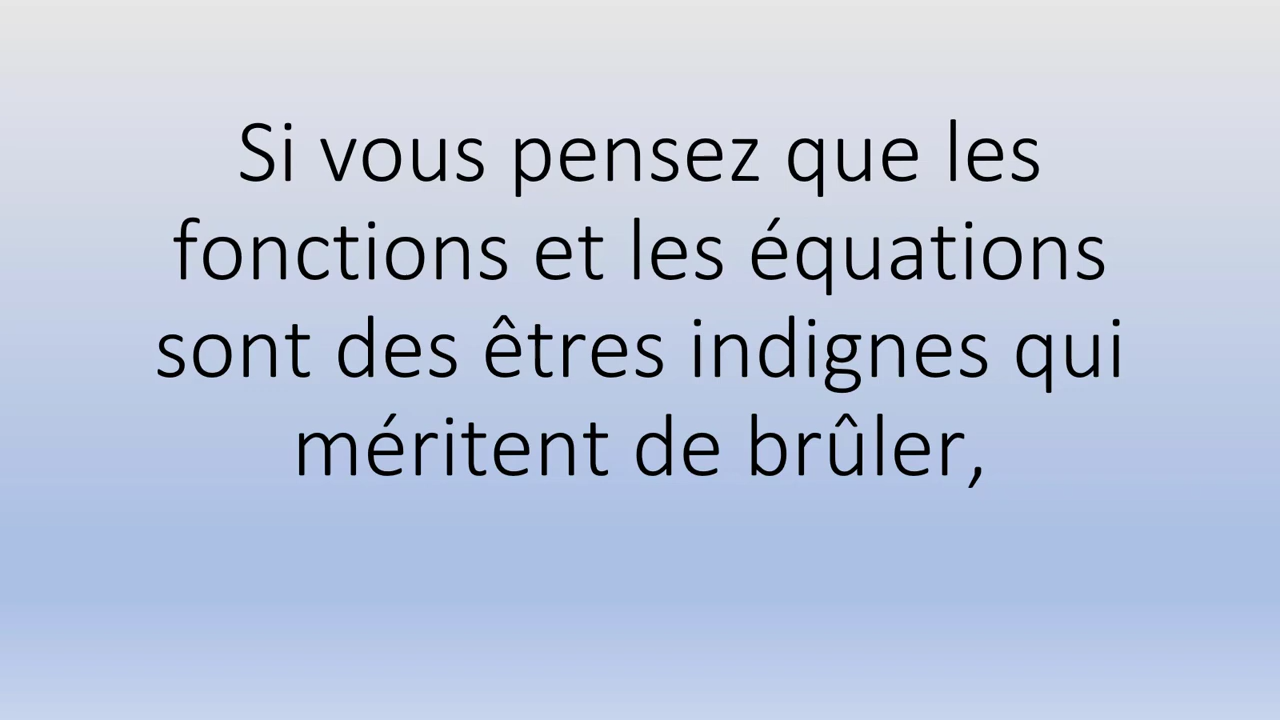 Si vous pensez que les
fonctions et les équations
sont des êtres indignes qui
méritent de brûler,